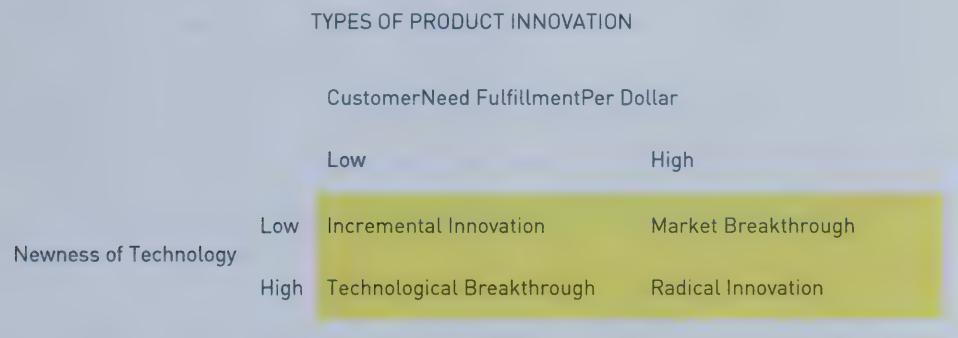 TYPES OF PRODUCT INNOVATION
CustomerNeed FulfillmentPer Dollar
Low High
Low Incremental Innovation Market Breakthrough
Newness of Technology
High Technological Breakthrough Radical Innovation